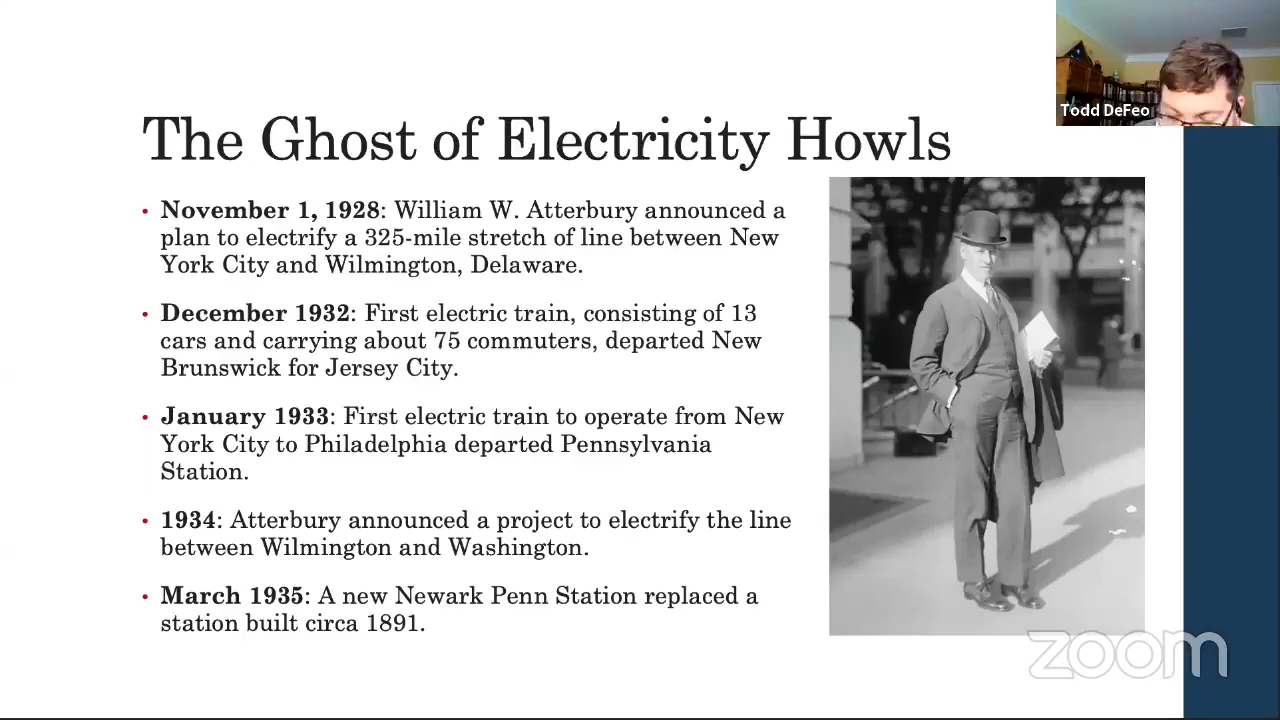 Todd DeFeo
The Ghost of Electricity Howls
• November 1, 1928: William W. Atterbury announced a
plan to electrify a 325-mile stretch of line between New
York City and Wilmington, Delaware.
• December 1932: First electric train, consisting of 13
cars and carrying about 75 commuters, departed New
Brunswick for Jersey City.
• January 1933: First electric train to operate from New
York City to Philadelphia departed Pennsylvania
Station.
• 1934: Atterbury announced a project to electrify the line
between Wilmington and Washington.
• March 1935: A new Newark Penn Station replaced a
station built circa 1891.
zoom